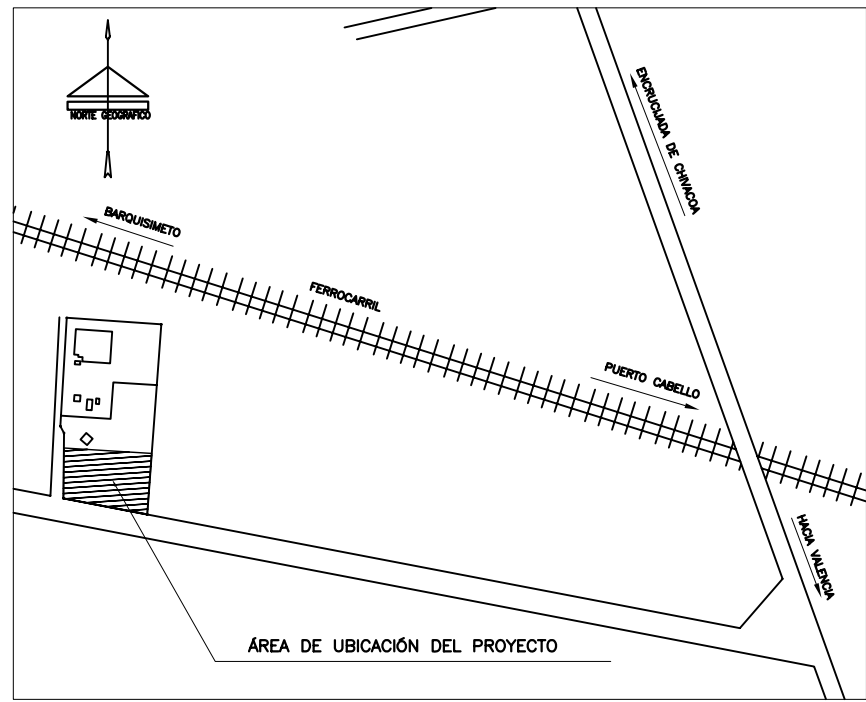 NORTE GEOGRAFICO
ENCRUCIJADA DE CHIVACOA
BARQUISIMETO
FERROCARRIL
PUERTO CABELLO
HACIA VALENCIA
ÁREA DE UBICACIÓN DEL PROYECTO